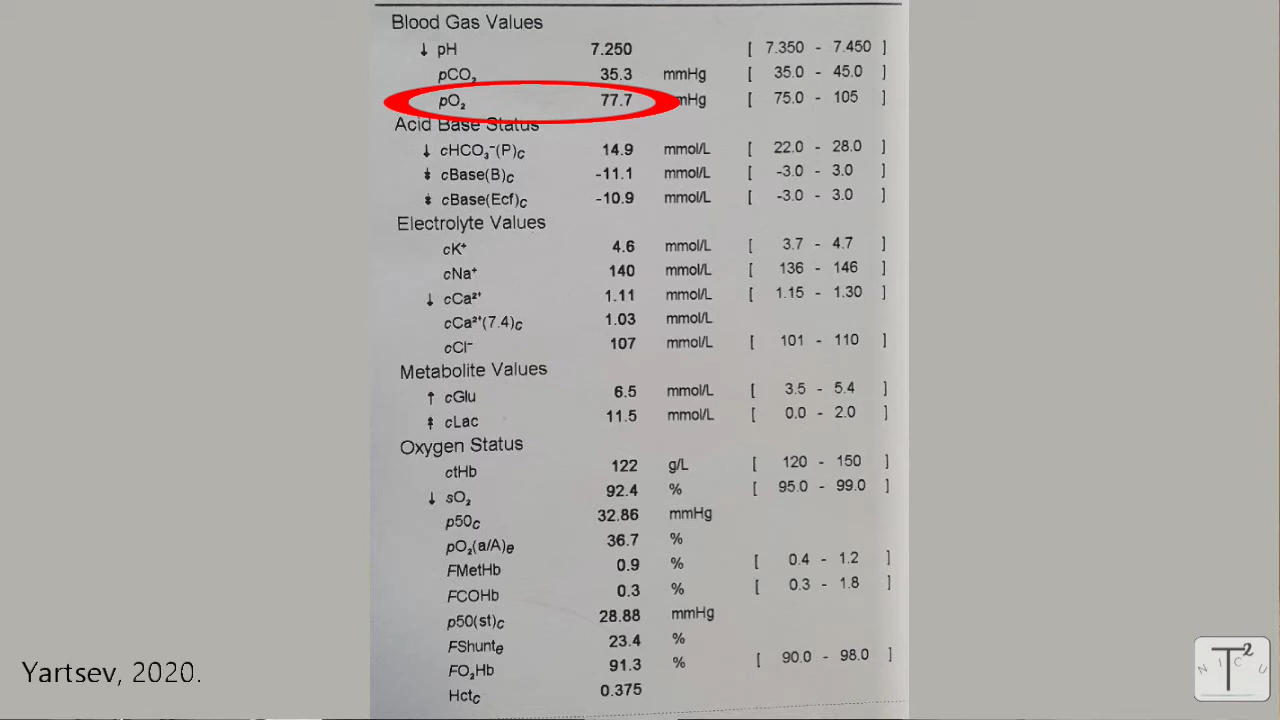 Blood Gas Values
↓ pH 7.250 [ 7.350 - 7.450 ]
pCO₂ 35.3 mmHg [ 35.0 - 45.0 ]
pO₂ 77.7 mmHg [ 75.0 - 105 ]
Acid Base Status
↓ cHCO₃⁻(P)c 14.9 mmol/L [ 22.0 - 28.0 ]
⇟ cBase(B)c -11.1 mmol/L [ -3.0 - 3.0 ]
⇟ cBase(Ecf)c -10.9 mmol/L [ -3.0 - 3.0 ]
Electrolyte Values
cK⁺ 4.6 mmol/L [ 3.7 - 4.7 ]
cNa⁺ 140 mmol/L [ 136 - 146 ]
↓ cCa²⁺ 1.11 mmol/L [ 1.15 - 1.30 ]
cCa²⁺(7.4)c 1.03 mmol/L
cCl⁻ 107 mmol/L [ 101 - 110 ]
Metabolite Values
↑ cGlu 6.5 mmol/L [ 3.5 - 5.4 ]
⇞ cLac 11.5 mmol/L [ 0.0 - 2.0 ]
Oxygen Status
ctHb 122 g/L [ 120 - 150 ]
↓ sO₂ 92.4 % [ 95.0 - 99.0 ]
p50c 32.86 mmHg
pO₂(a/A)e 36.7 %
FMetHb 0.9 % [ 0.4 - 1.2 ]
FCOHb 0.3 % [ 0.3 - 1.8 ]
p50(st)c 28.88 mmHg
FShunte 23.4 %
FO₂Hb 91.3 % [ 90.0 - 98.0 ]
Hctc 0.375
Yartsev, 2020.
T²
NICU